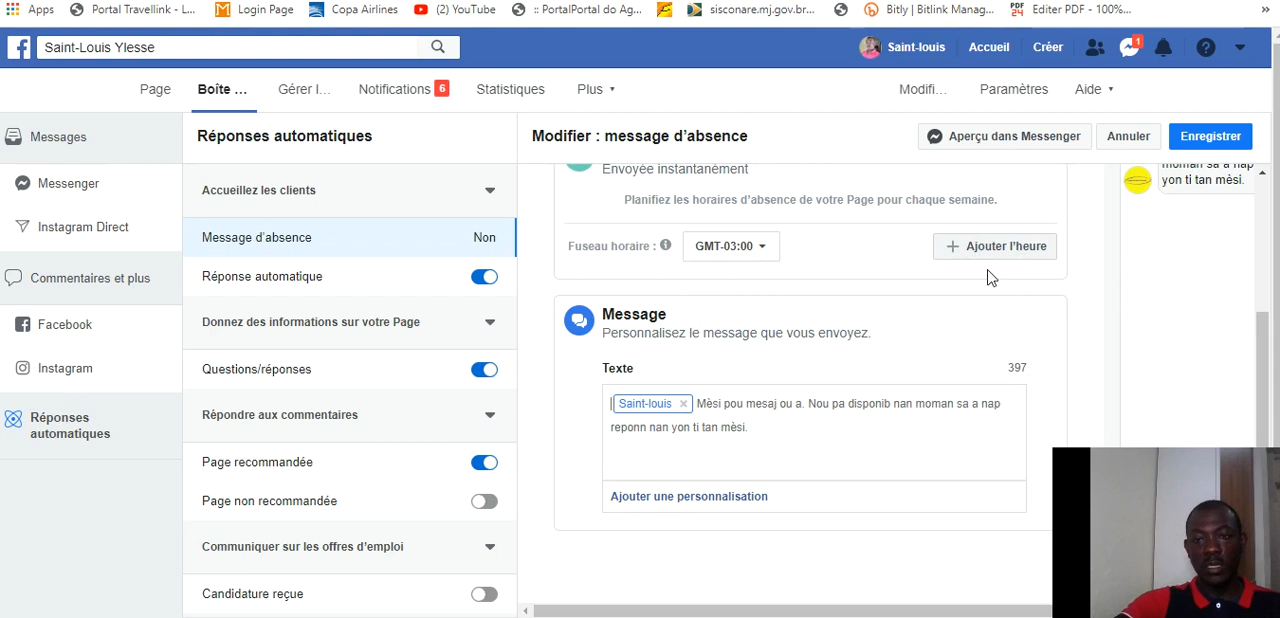 Apps
Portal Travellink - L...
Login Page
Copa Airlines
(2) YouTube
:: PortalPortal do Ag...
sisconare.mj.gov.br...
Bitly | Bitlink Manag...
PDF 24
Editer PDF - 100%...
»
Saint-Louis Ylesse
Saint-louis
Accueil
Créer
1
Page
Boîte ...
Gérer l...
Notifications 6
Statistiques
Plus
Modifi...
Paramètres
Aide
Messages
Messenger
Instagram Direct
Commentaires et plus
Facebook
Instagram
Réponses
automatiques
Réponses automatiques
Accueillez les clients
Message d'absence Non
Réponse automatique
Donnez des informations sur votre Page
Questions/réponses
Répondre aux commentaires
Page recommandée
Page non recommandée
Communiquer sur les offres d'emploi
Candidature reçue
Modifier : message d'absence
Aperçu dans Messenger
Annuler
Enregistrer
Envoyée instantanément
Planifiez les horaires d'absence de votre Page pour chaque semaine.
Fuseau horaire :
GMT-03:00
+ Ajouter l'heure
Message
Personnalisez le message que vous envoyez.
Texte 397
Saint-louis × Mèsi pou mesaj ou a. Nou pa disponib nan moman sa a nap
reponn nan yon ti tan mèsi.
Ajouter une personnalisation
moman sa a nap
yon ti tan mèsi.